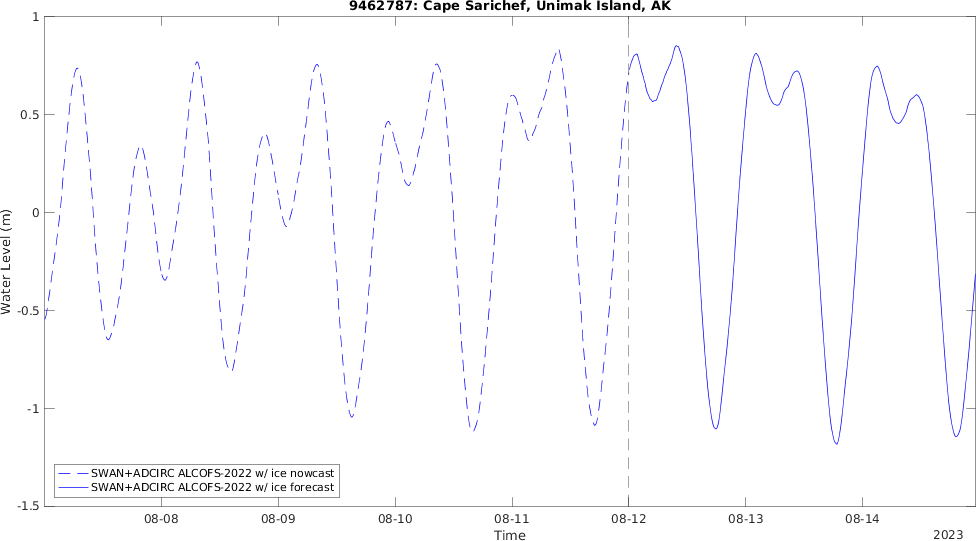 9462787: Cape Sarichef, Unimak Island, AK
1
0.5
0
-0.5
-1
-1.5
Water Level (m)
SWAN+ADCIRC ALCOFS-2022 w/ ice nowcast
SWAN+ADCIRC ALCOFS-2022 w/ ice forecast
08-08 08-09 08-10 08-11 08-12 08-13 08-14
Time
2023